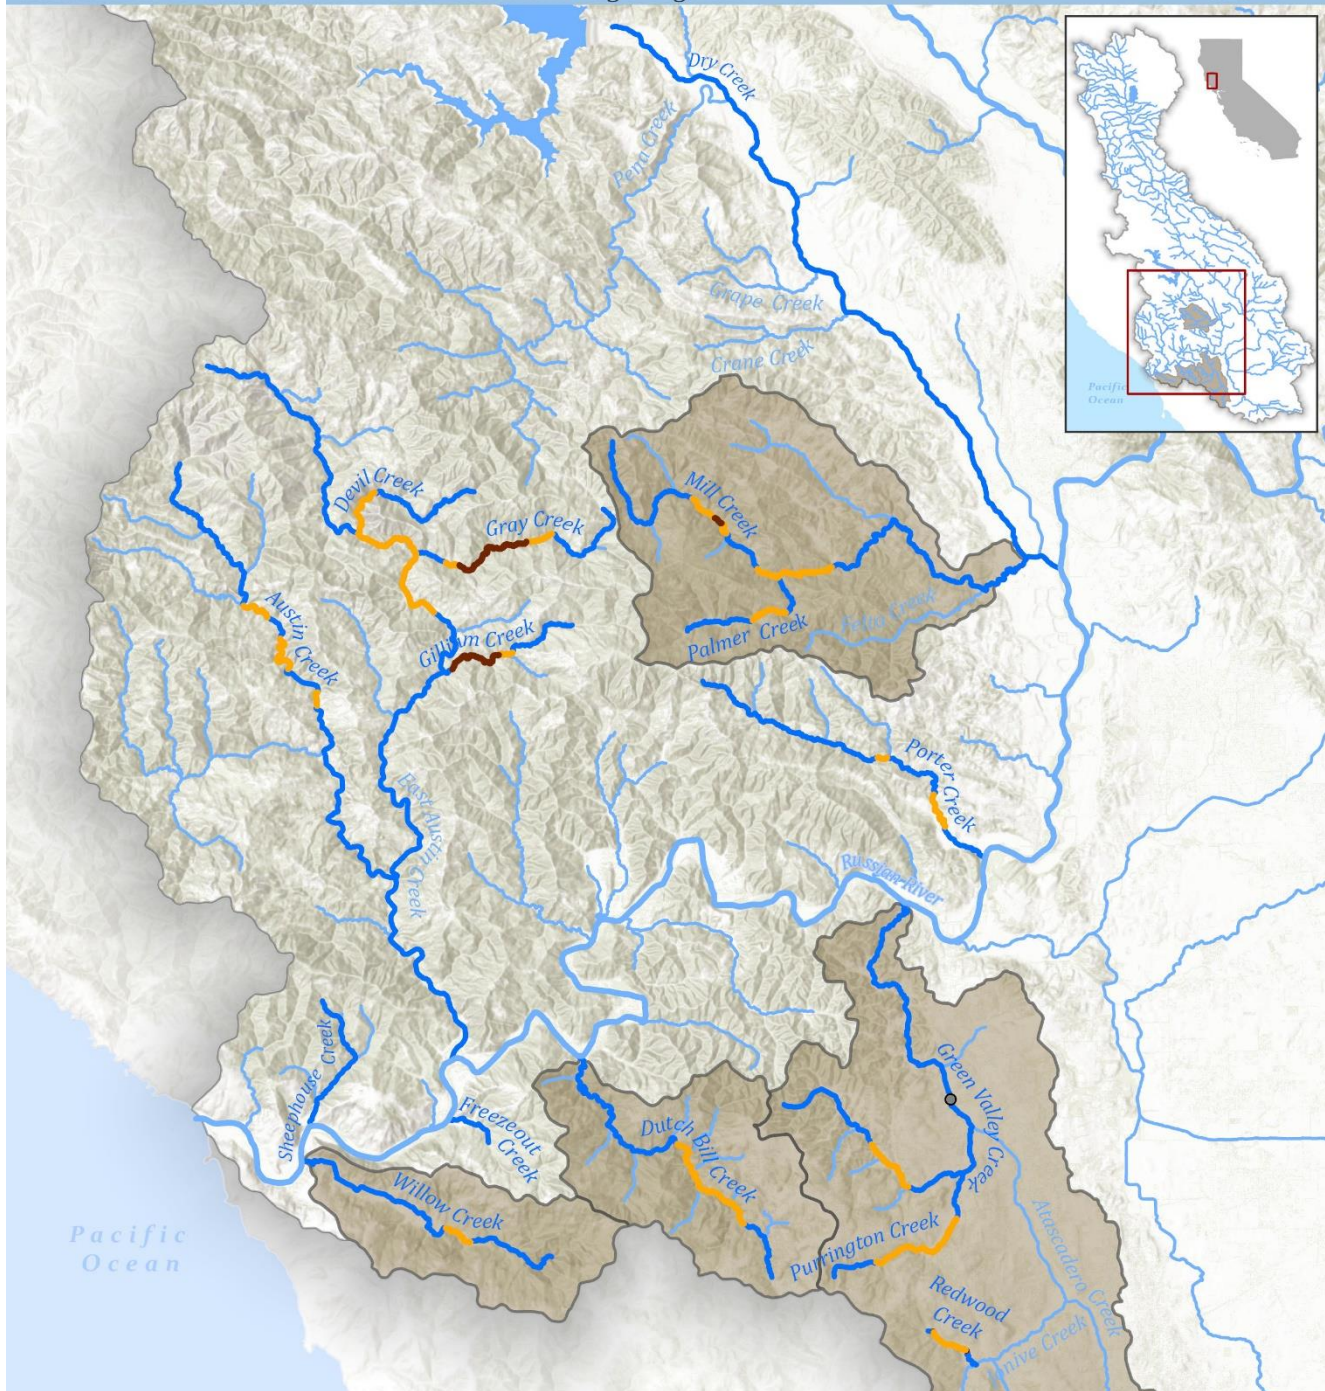 Dry Creek
Pena Creek
Grape Creek
Crane Creek
Pacific
Ocean
Devil Creek
Gray Creek
Mill Creek
Austin
Creek
Gilliam Creek
Palmer Creek
Felta Creek
Porter
Creek
East Austin
Creek
Russian River
Sheephouse Creek
Freezeout
Creek
Dutch Bill Creek
Green Valley Creek
Willow Creek
Purrington Creek
Atascadero Creek
Redwood
Creek
Jonive Creek
Pacific
Ocean